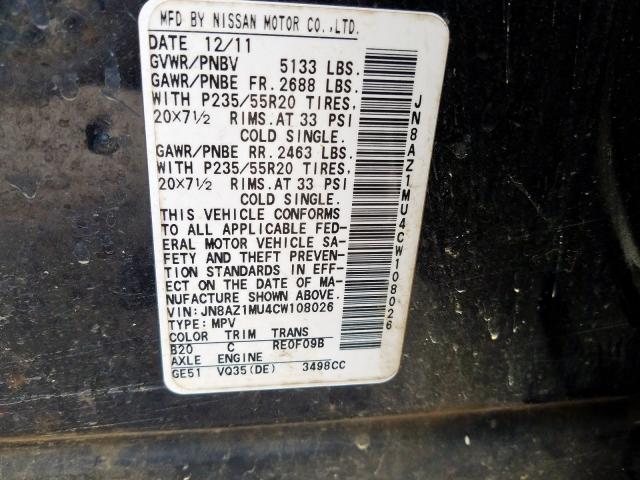 MFD BY NISSAN MOTOR CO.,LTD.
DATE 12/11
GVWR/PNBV 5133 LBS.
GAWR/PNBE FR. 2688 LBS.
WITH P235/55R20 TIRES,
20×7½ RIMS.AT 33 PSI
COLD SINGLE.
GAWR/PNBE RR. 2463 LBS.
WITH P235/55R20 TIRES,
20×7½ RIMS.AT 33 PSI
COLD SINGLE.
THIS VEHICLE CONFORMS
TO ALL APPLICABLE FED-
ERAL MOTOR VEHICLE SA-
FETY AND THEFT PREVEN-
TION STANDARDS IN EFF-
ECT ON THE DATE OF MA-
NUFACTURE SHOWN ABOVE.
VIN: JN8AZ1MU4CW108026
TYPE: MPV
COLOR TRIM TRANS
B20 C RE0F09B
AXLE ENGINE
GE51 VQ35(DE) 3498CC
JN8AZ1MU4CW108026